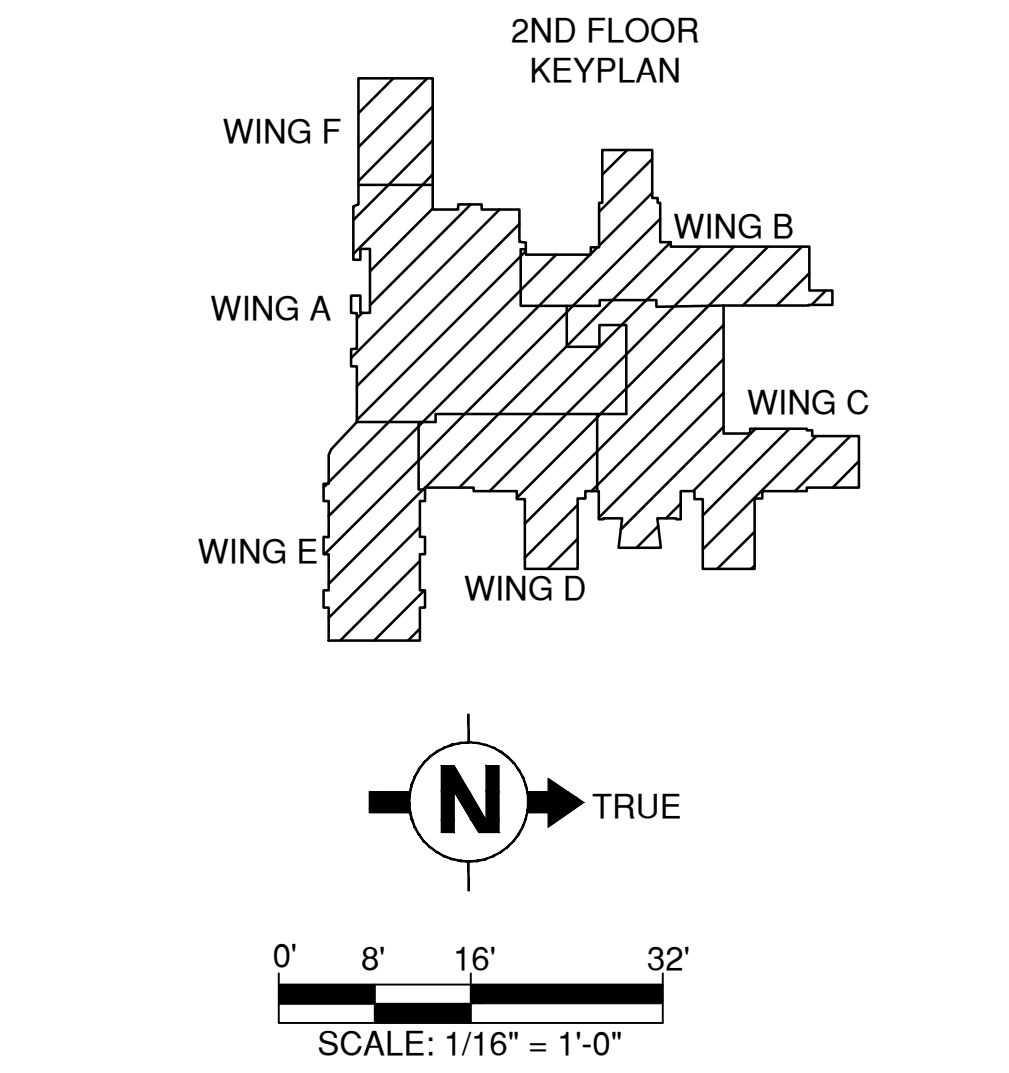 2ND FLOOR
KEYPLAN
WING F
WING B
WING A
WING C
WING E
WING D
N
TRUE
0' 8' 16' 32'
SCALE: 1/16" = 1'-0"